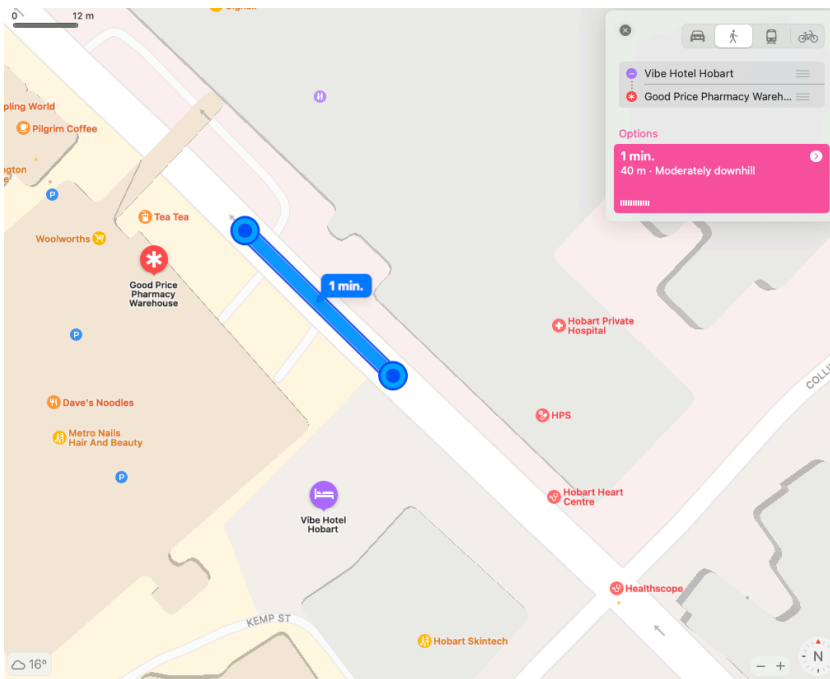 0
12 m
Vibe Hotel Hobart
Good Price Pharmacy Wareh...
Options
1 min.
40 m · Moderately downhill
pling World
Pilgrim Coffee
ngton
P
Tea Tea
Woolworths
Good Price
Pharmacy
Warehouse
1 min.
P
Hobart Private
Hospital
COLLI
Dave's Noodles
HPS
Metro Nails
Hair And Beauty
P
Hobart Heart
Centre
Vibe Hotel
Hobart
Healthscope
KEMP ST
Hobart Skintech
16°
N